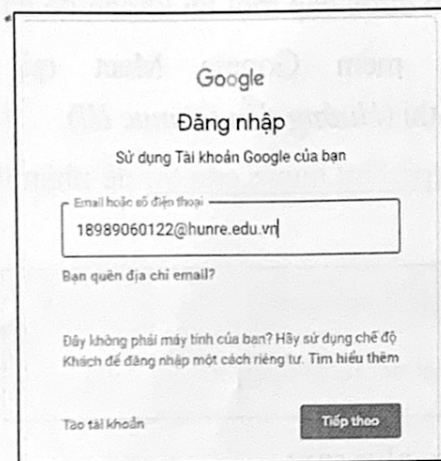 Google
Đăng nhập
Sử dụng Tài khoản Google của bạn
Email hoặc số điện thoại
18989060122@hunre.edu.vn
Bạn quên địa chỉ email?
Đây không phải máy tính của bạn? Hãy sử dụng chế độ
Khách để đăng nhập một cách riêng tư. Tìm hiểu thêm
Tạo tài khoản
Tiếp theo